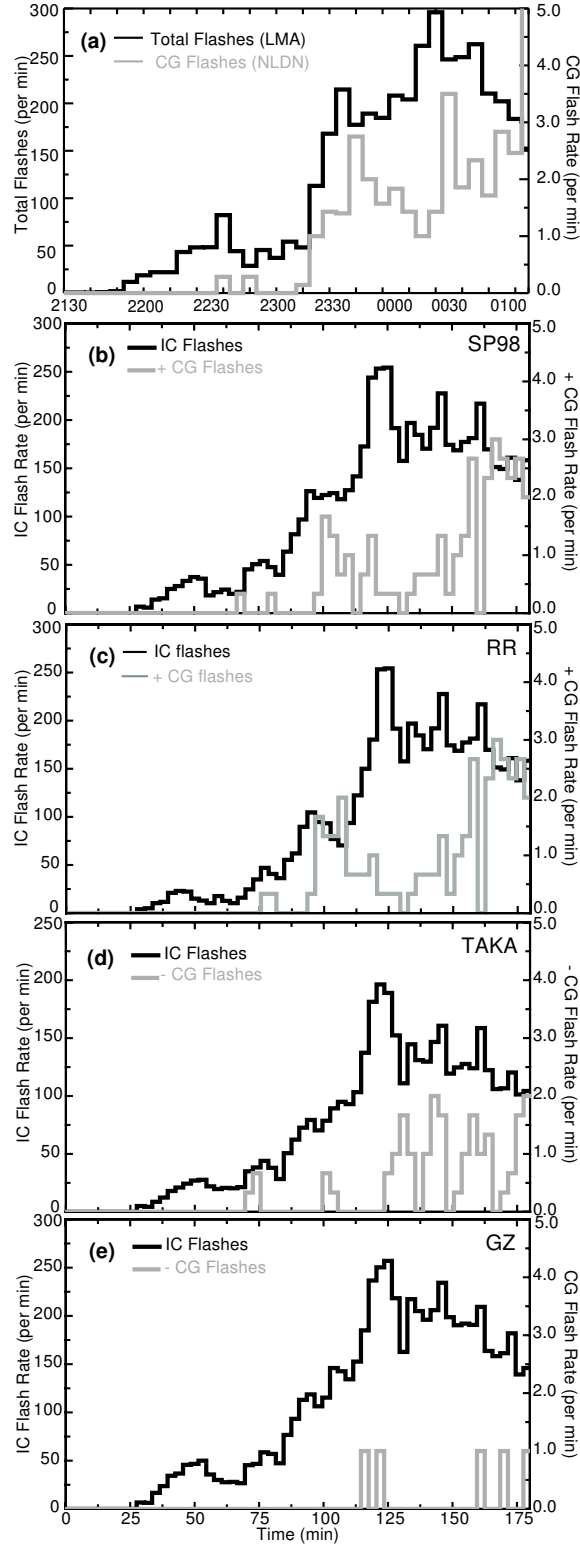 (a)
Total Flashes (LMA)
CG Flashes (NLDN)
Total Flashes (per min)
CG Flash Rate (per min)
300
250
200
150
100
50
0
5.0
4.0
3.0
2.0
1.0
0.0
2130 2200 2230 2300 2330 0000 0030 0100
(b)
IC Flashes
+ CG Flashes
SP98
IC Flash Rate (per min)
+ CG Flash Rate (per min)
300
250
200
150
100
50
0
5.0
4.0
3.0
2.0
1.0
0.0
(c)
IC flashes
+ CG flashes
RR
IC Flash Rate (per min)
+ CG Flash Rate (per min)
300
250
200
150
100
50
0
5.0
4.0
3.0
2.0
1.0
0.0
(d)
IC Flashes
- CG Flashes
TAKA
IC Flash Rate (per min)
- CG Flash Rate (per min)
250
200
150
100
50
0
5.0
4.0
3.0
2.0
1.0
0.0
(e)
IC Flashes
- CG Flashes
GZ
IC Flash Rate (per min)
CG Flash Rate (per min)
300
250
200
150
100
50
0
5.0
4.0
3.0
2.0
1.0
0.0
0 25 50 75 100 125 150 175
Time (min)